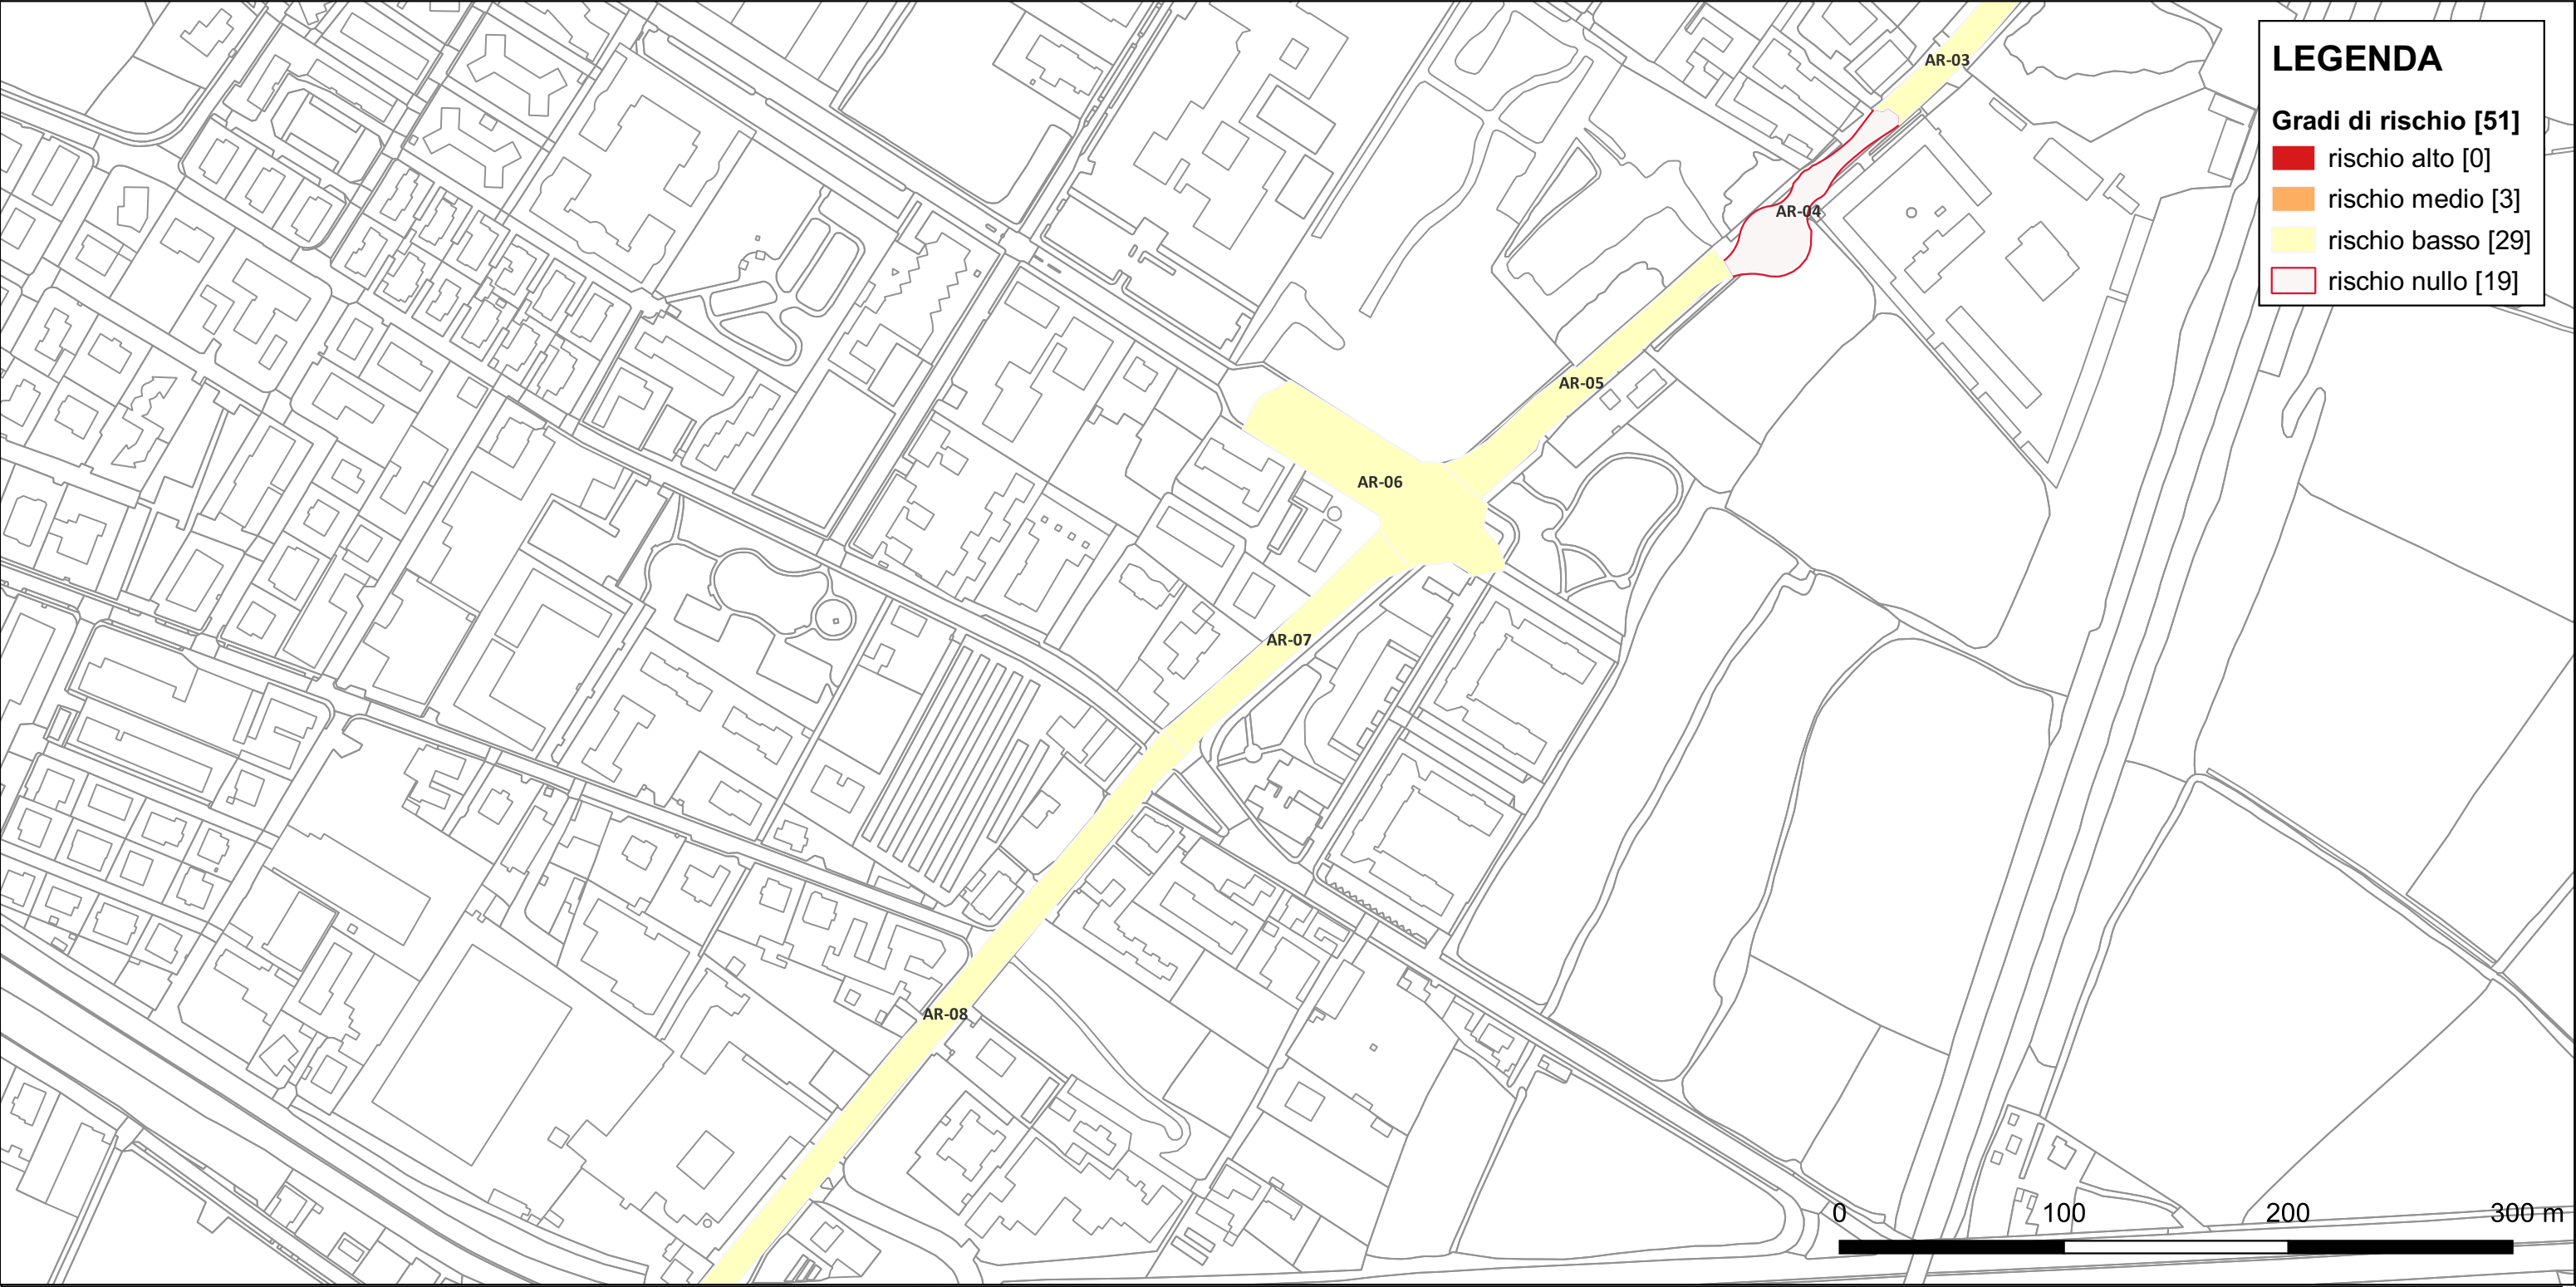 LEGENDA
Gradi di rischio [51]
rischio alto [0]
rischio medio [3]
rischio basso [29]
rischio nullo [19]
AR-03
AR-04
AR-05
AR-06
AR-07
AR-08
0 100 200 300 m